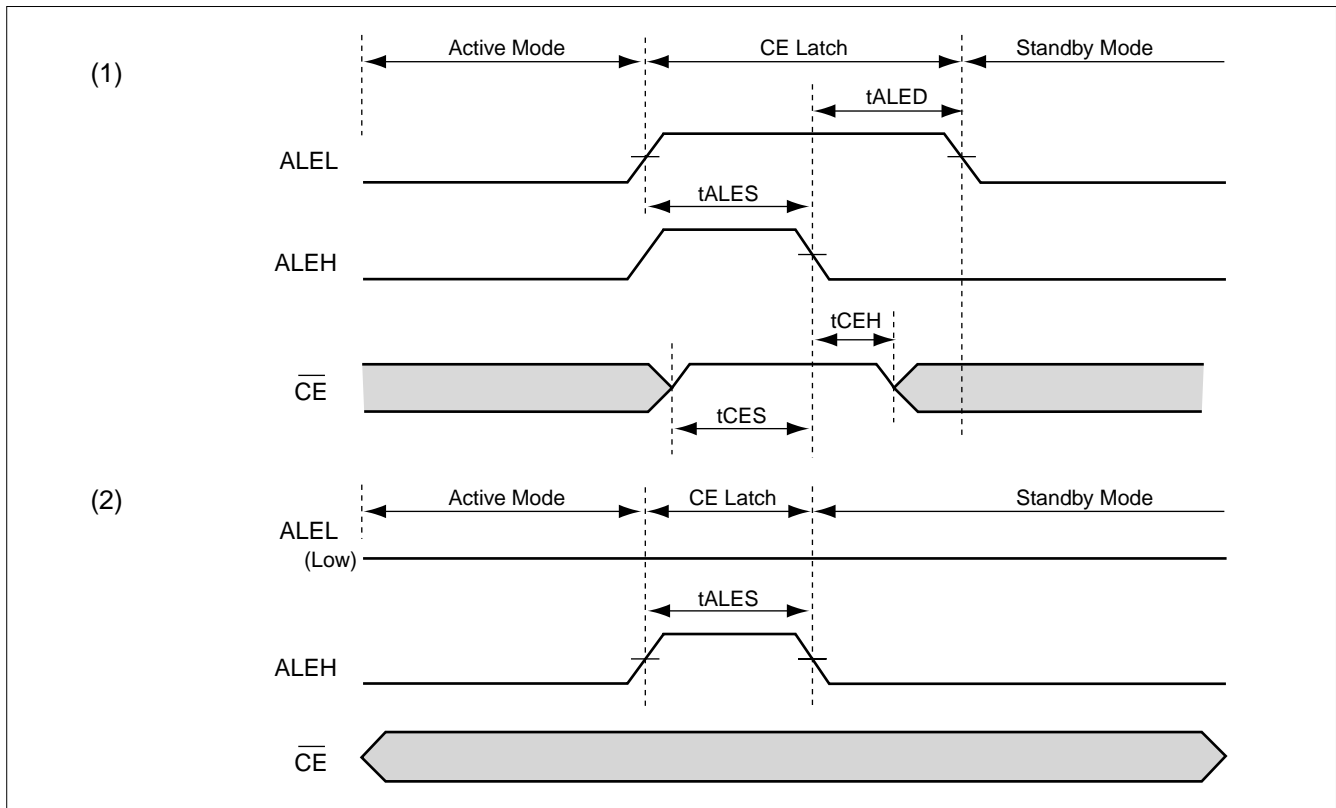 (1)
Active Mode
CE Latch
Standby Mode
tALED
ALEL
tALES
ALEH
tCEH
CE
tCES
(2)
Active Mode
CE Latch
Standby Mode
ALEL
(Low)
tALES
ALEH
CE